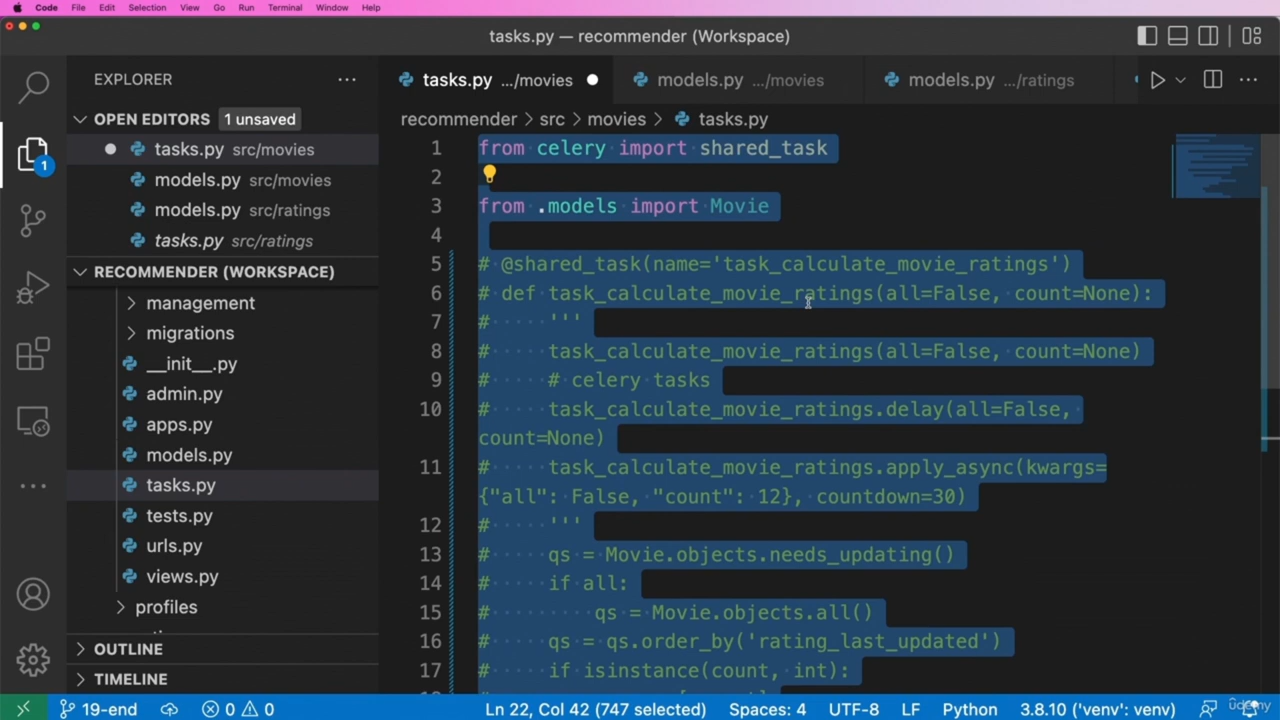 Code File Edit Selection View Go Run Terminal Window Help
tasks.py — recommender (Workspace)
EXPLORER
OPEN EDITORS 1 unsaved
tasks.py src/movies
models.py src/movies
models.py src/ratings
tasks.py src/ratings
RECOMMENDER (WORKSPACE)
management
migrations
__init__.py
admin.py
apps.py
models.py
tasks.py
tests.py
urls.py
views.py
profiles
OUTLINE
TIMELINE
1
tasks.py .../movies
models.py .../movies
models.py .../ratings
recommender > src > movies > tasks.py
1 from celery import shared_task
2
3 from .models import Movie
4
5 # @shared_task(name='task_calculate_movie_ratings')
6 # def task_calculate_movie_ratings(all=False, count=None):
7 #     '''
8 #     task_calculate_movie_ratings(all=False, count=None)
9 #     # celery tasks
10 #     task_calculate_movie_ratings.delay(all=False,
count=None)
11 #     task_calculate_movie_ratings.apply_async(kwargs=
{"all": False, "count": 12}, countdown=30)
12 #     '''
13 #     qs = Movie.objects.needs_updating()
14 #     if all:
15 #         qs = Movie.objects.all()
16 #     qs = qs.order_by('rating_last_updated')
17 #     if isinstance(count, int):
19-end 0 0 Ln 22, Col 42 (747 selected) Spaces: 4 UTF-8 LF Python 3.8.10 ('venv': venv)
udemy